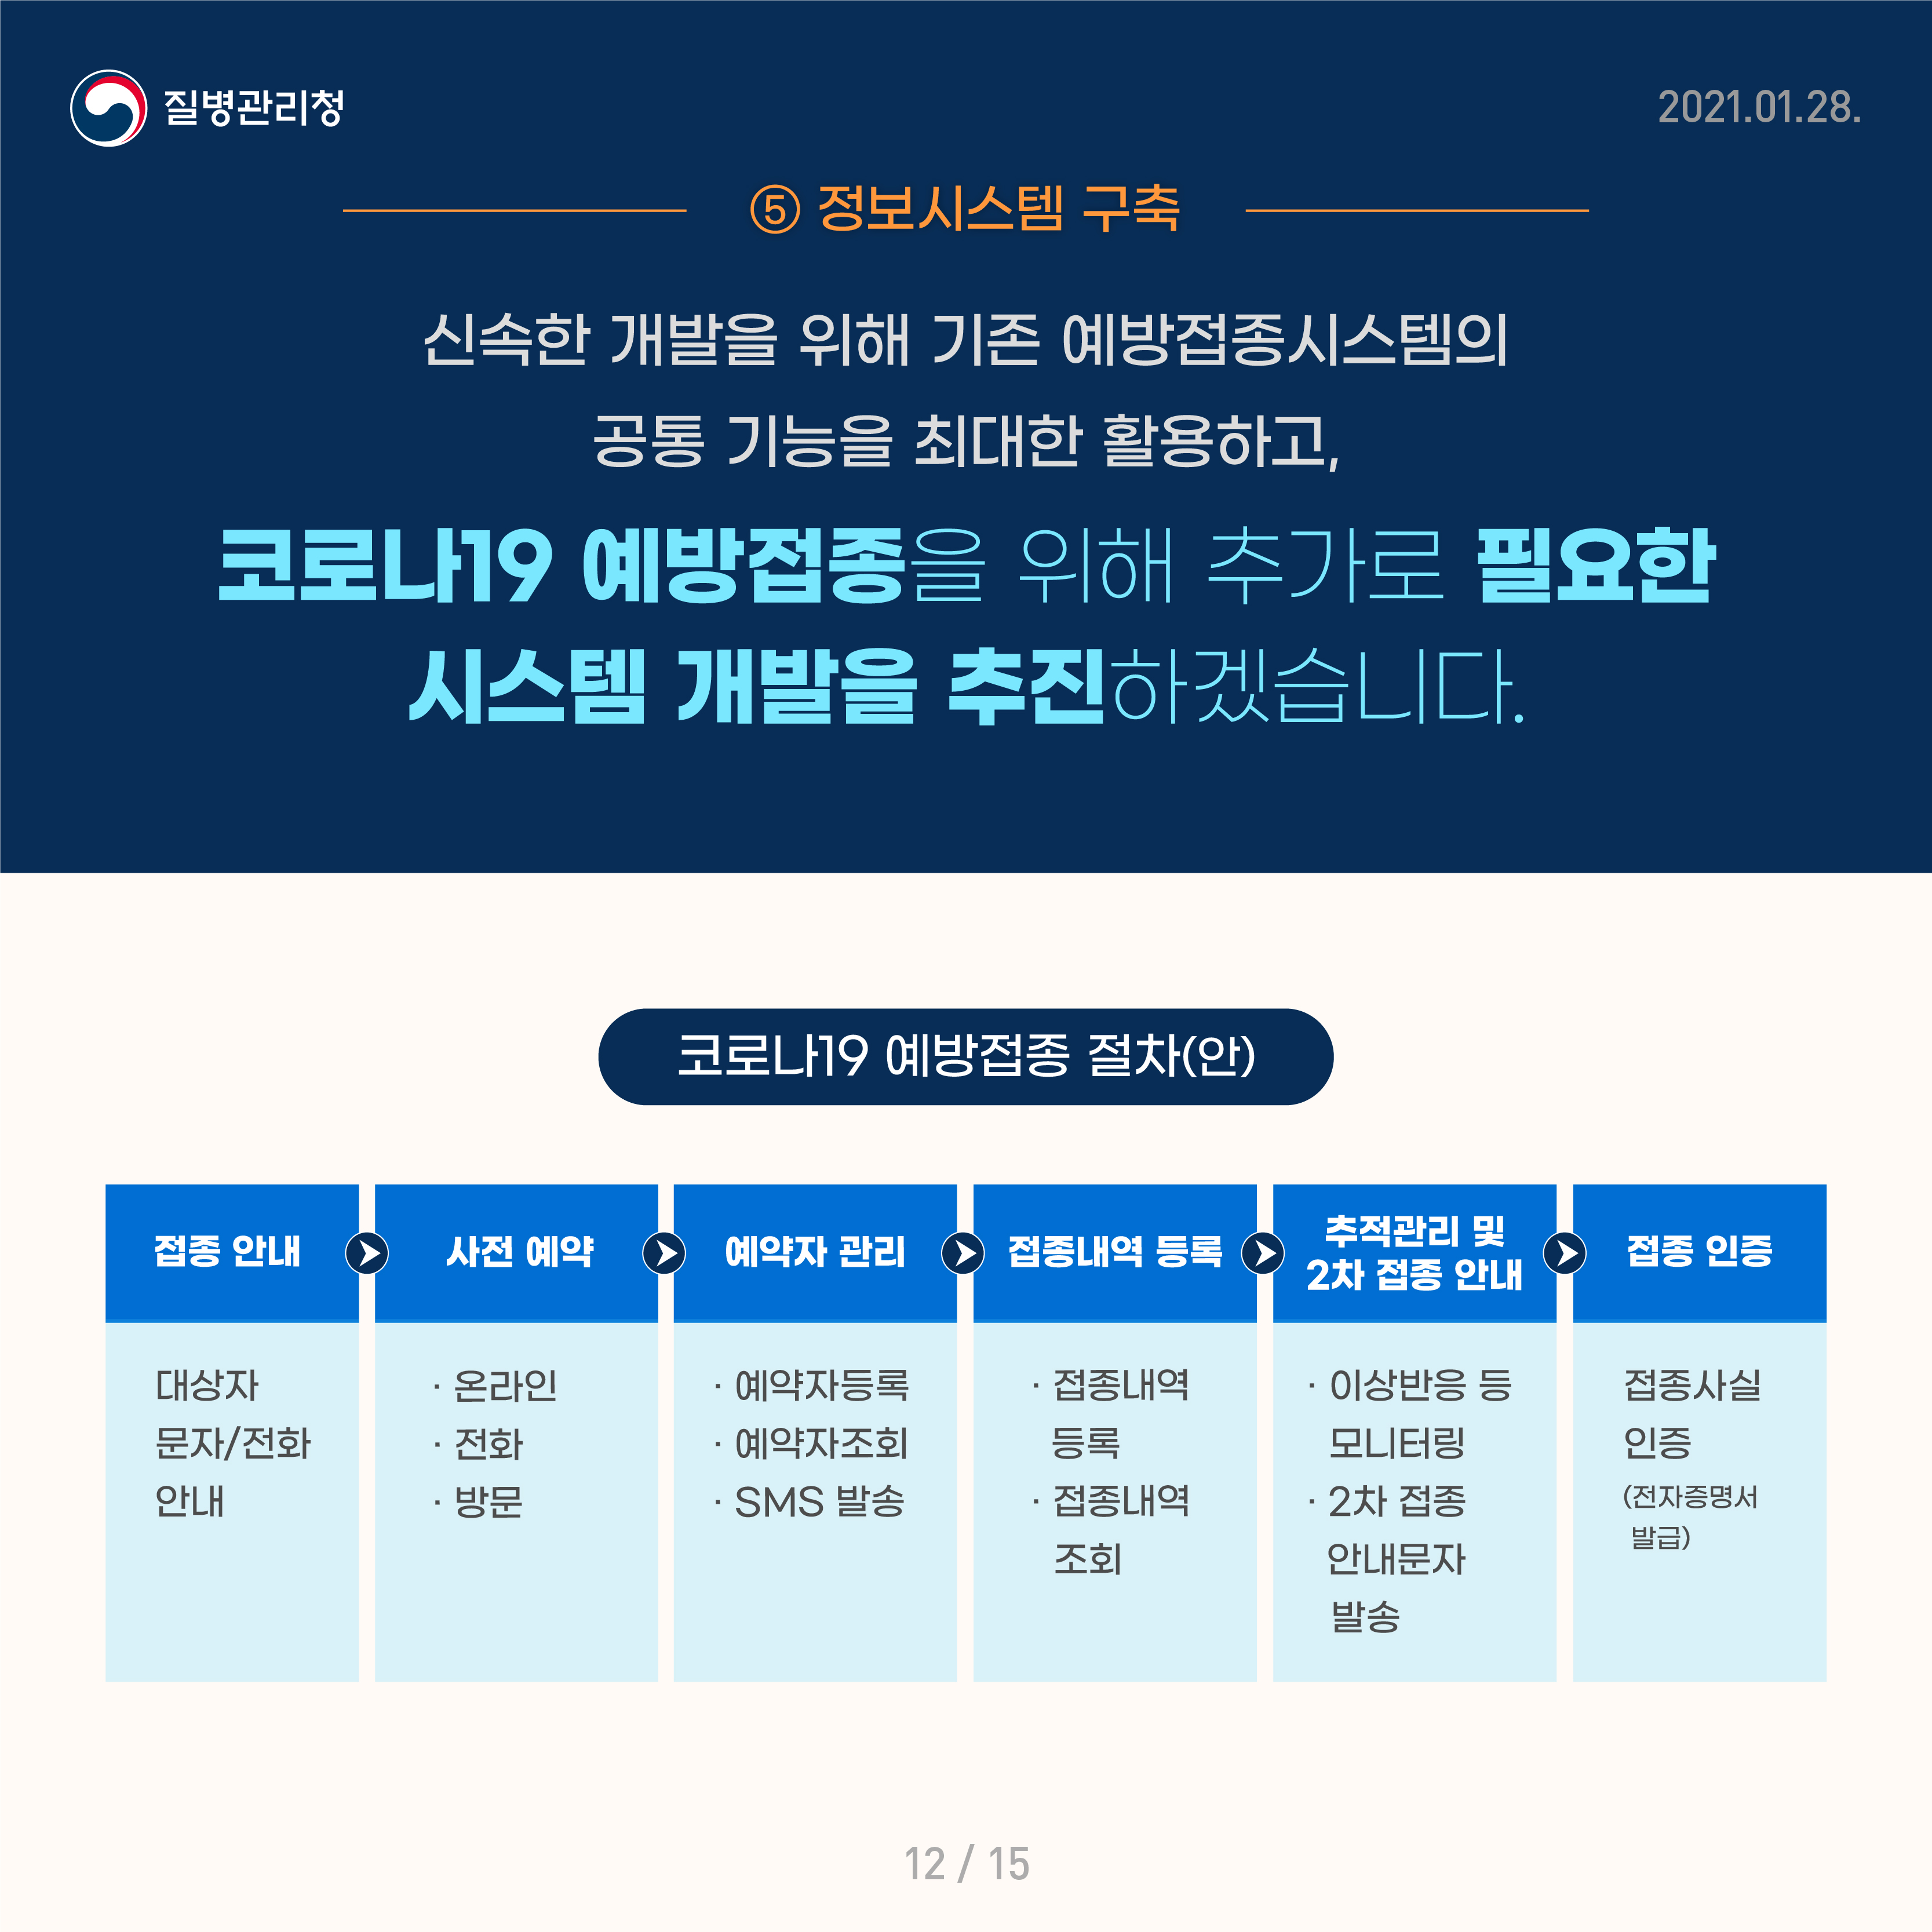 질병관리청
2021.01.28.
⑤ 정보시스템 구축
신속한 개발을 위해 기존 예방접종시스템의
공통 기능을 최대한 활용하고,
코로나19 예방접종을 위해 추가로 필요한
시스템 개발을 추진하겠습니다.
코로나19 예방접종 절차(안)
접종 안내
대상자
문자/전화
안내
사전 예약
· 온라인
· 전화
· 방문
예약자 관리
· 예약자등록
· 예약자조회
· SMS 발송
접종내역 등록
· 접종내역
등록
· 접종내역
조회
추적관리 및
2차 접종 안내
· 이상반응 등
모니터링
· 2차 접종
안내문자
발송
접종 인증
접종사실
인증
(전자증명서
발급)
12 / 15